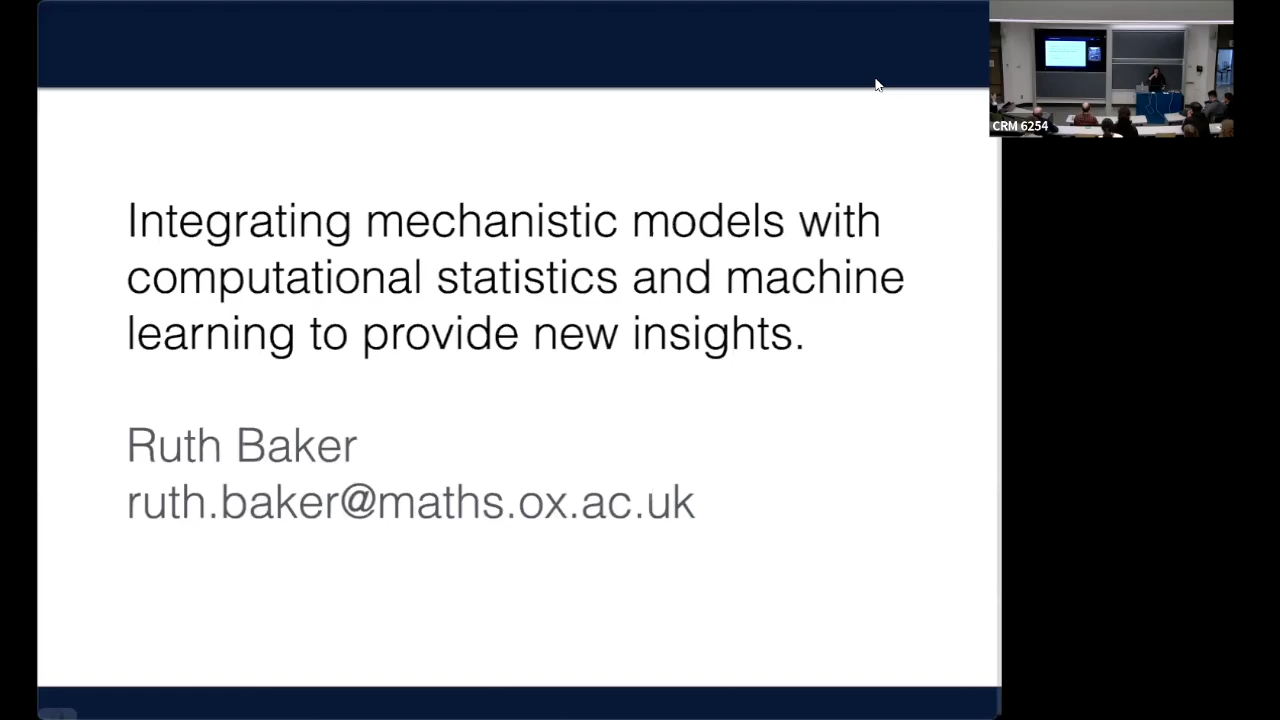 Integrating mechanistic models with
computational statistics and machine
learning to provide new insights.
Ruth Baker
ruth.baker@maths.ox.ac.uk
CRM 6254